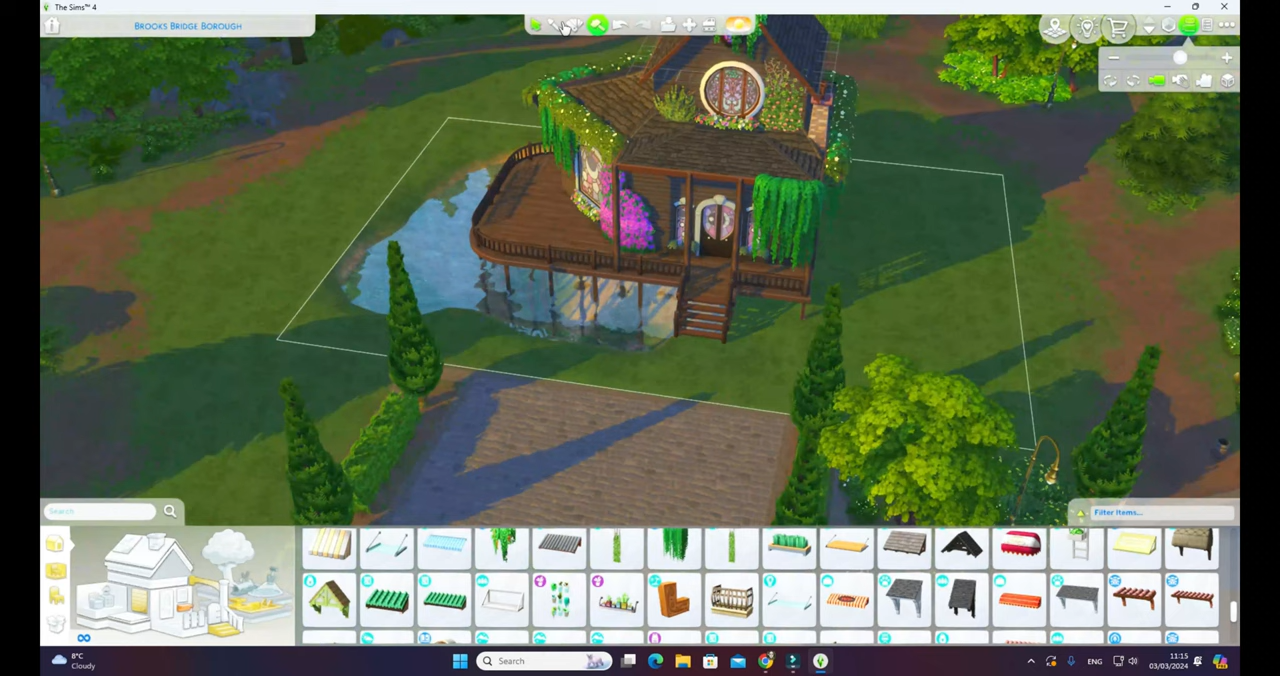 The Sims™ 4
BROOKS BRIDGE BOROUGH
Search
Filter Items...
8°C
Cloudy
Search
ENG
11:15
03/03/2024